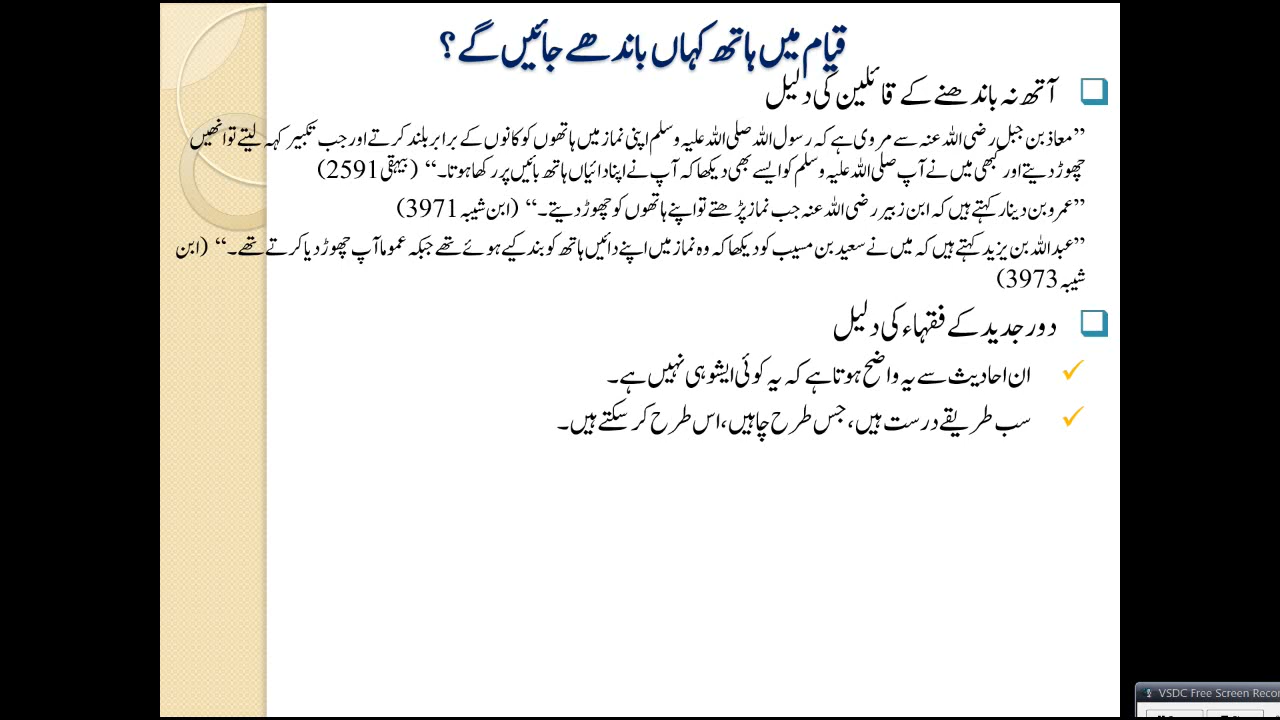 قیام میں ہاتھ کہاں باندھے جائیں گے؟
آتھ نہ باندھنے کے قائلین کی دلیل
”معاذ بن جبل رضی اللہ عنہ سے مروی ہے کہ رسول اللہ صلی اللہ علیہ وسلم اپنی نماز میں ہاتھوں کو کانوں کے برابر بلند کرتے اور جب تکبیر کہہ لیتے تو انھیں
چھوڑ دیتے اور کبھی میں نے آپ صلی اللہ علیہ وسلم کو ایسے بھی دیکھا کہ آپ نے اپنا دائیاں ہاتھ بائیں پر رکھا ہوتا۔“ (بیہقی 2591)
”عمرو بن دینار کہتے ہیں کہ ابن زبیر رضی اللہ عنہ جب نماز پڑھتے تو اپنے ہاتھوں کو چھوڑ دیتے۔“ (ابن شیبہ 3971)
”عبد اللہ بن یزید کہتے ہیں کہ میں نے سعید بن مسیب کو دیکھا کہ وہ نماز میں اپنے دائیں ہاتھ کو بند کیے ہوئے تھے جبکہ عموما آپ چھوڑ دیا کرتے تھے۔“ (ابن
شیبہ 3973)
دور جدید کے فقہاء کی دلیل
ان احادیث سے یہ واضح ہوتا ہے کہ یہ کوئی ایشو ہی نہیں ہے۔
سب طریقے درست ہیں، جس طرح چاہیں، اس طرح کر سکتے ہیں۔
VSDC Free Screen Recor